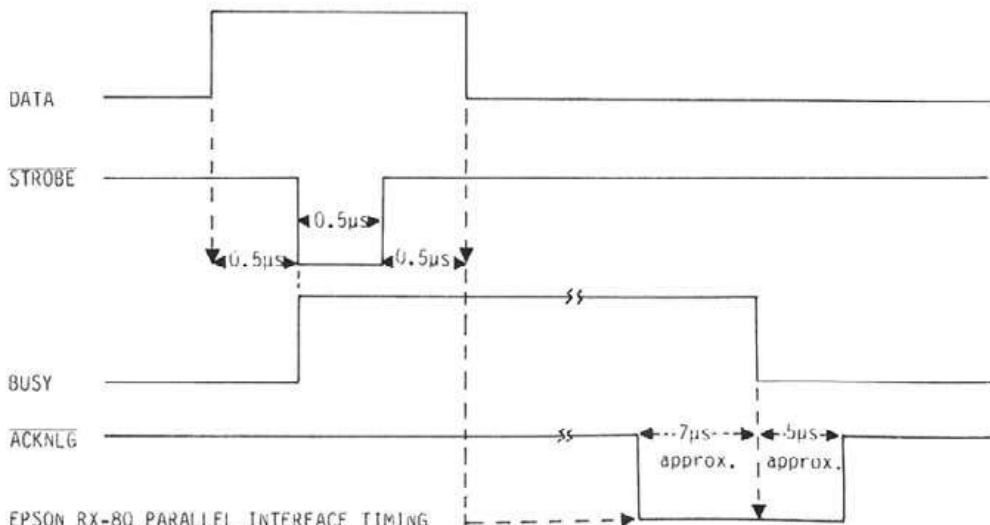 DATA
STROBE
0.5µs
0.5µs
0.5µs
BUSY
ACKNLG
7µs
approx.
5µs
approx.
EPSON RX-80 PARALLEL INTERFACE TIMING